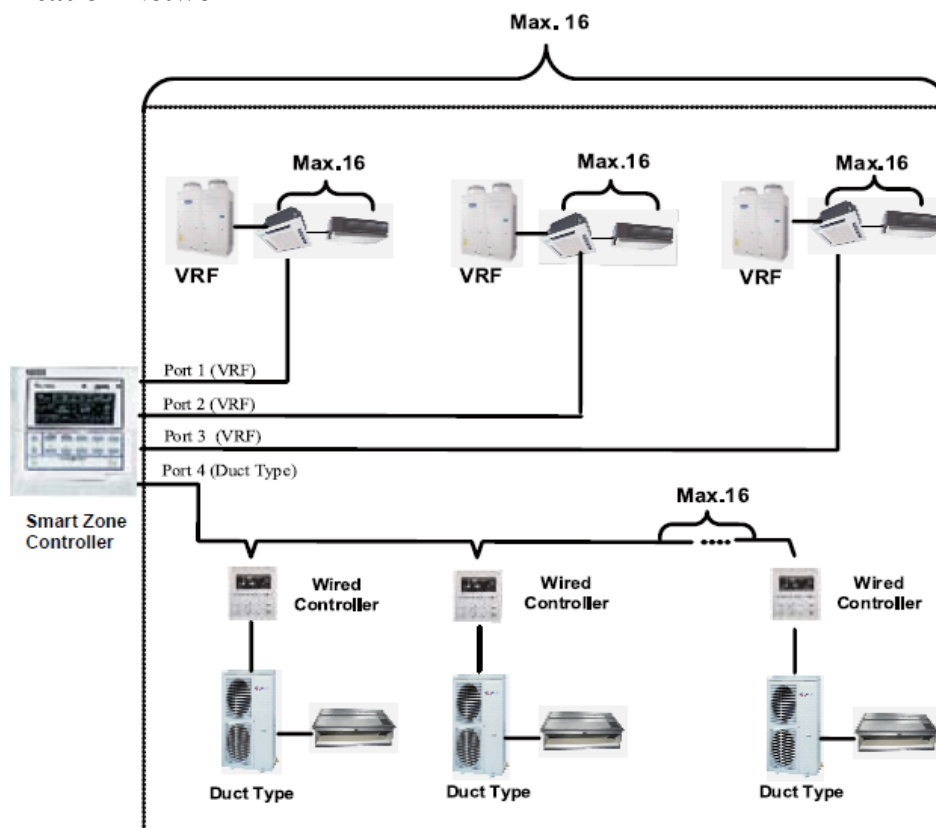 Max. 16
Max.16
Max.16
Max.16
VRF
VRF
VRF
Port 1 (VRF)
Port 2 (VRF)
Port 3 (VRF)
Port 4 (Duct Type)
Smart Zone
Controller
Max.16
Wired
Controller
Wired
Controller
Wired
Controller
Duct Type
Duct Type
Duct Type